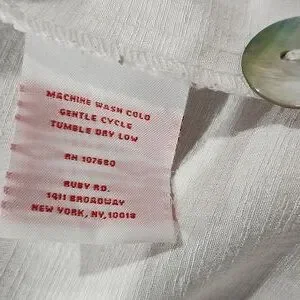 MACHINE WASH COLD
GENTLE CYCLE
TUMBLE DRY LOW
RN 107680
RUBY RD.
1411 BROADWAY
NEW YORK, NY, 10018